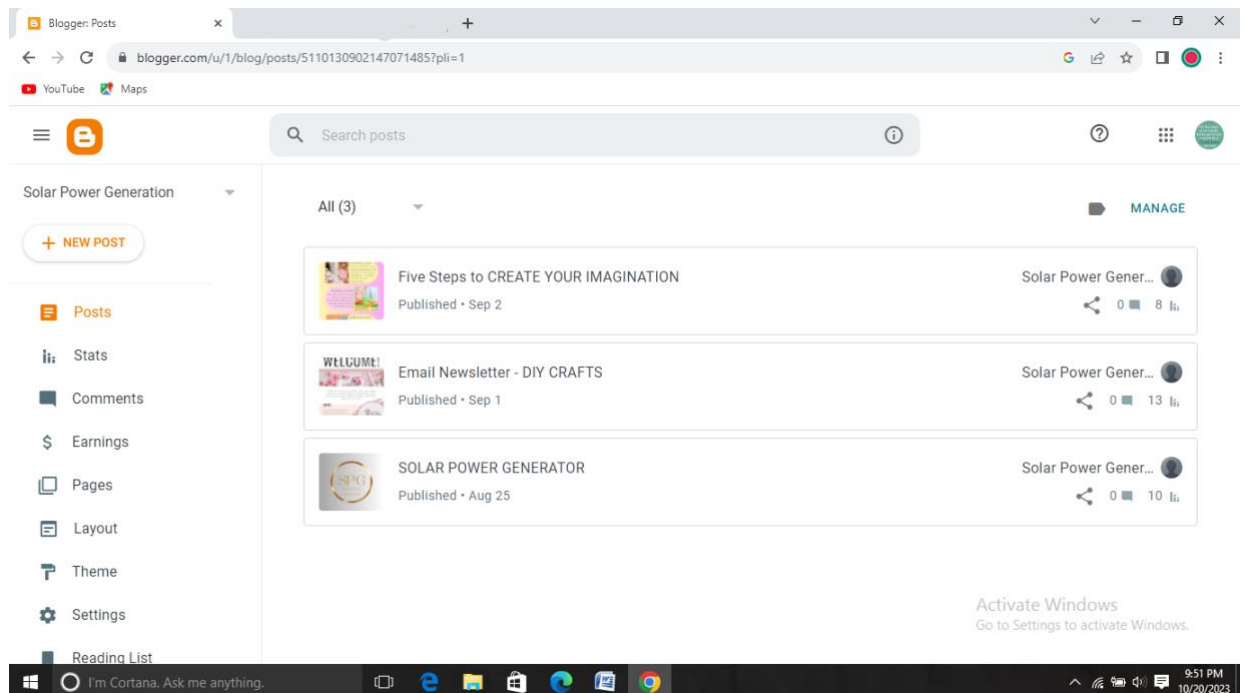 Blogger: Posts
blogger.com/u/1/blog/posts/5110130902147071485?pli=1
YouTube Maps
Search posts
Solar Power Generation
All (3)
MANAGE
NEW POST
Five Steps to CREATE YOUR IMAGINATION
Solar Power Gener...
Published • Sep 2
0 8
Posts
Stats
WELCOME!
Email Newsletter - DIY CRAFTS
Solar Power Gener...
Published • Sep 1
0 13
Comments
Earnings
SPG
SOLAR POWER GENERATOR
Solar Power Gener...
Published • Aug 25
0 10
Pages
Layout
Theme
Settings
Activate Windows
Go to Settings to activate Windows.
Reading List
I'm Cortana. Ask me anything.
9:51 PM
10/20/2023